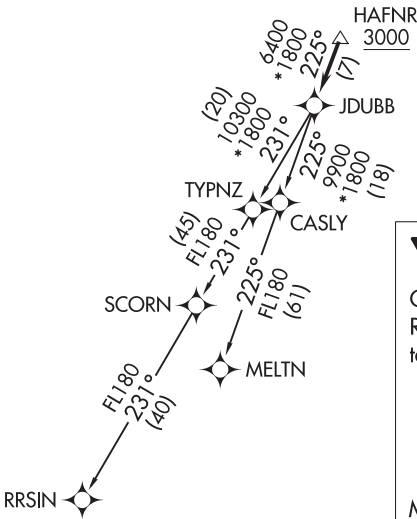 HAFNR
3000
6400
*1800
225°
(7)
JDUBB
(20)
10300
*1800
231°
225°
9900
*1800
(18)
TYPNZ
CASLY
(45)
FL180
231°
225°
FL180
(61)
SCORN
MELTN
FL180
231°
(40)
RRSIN